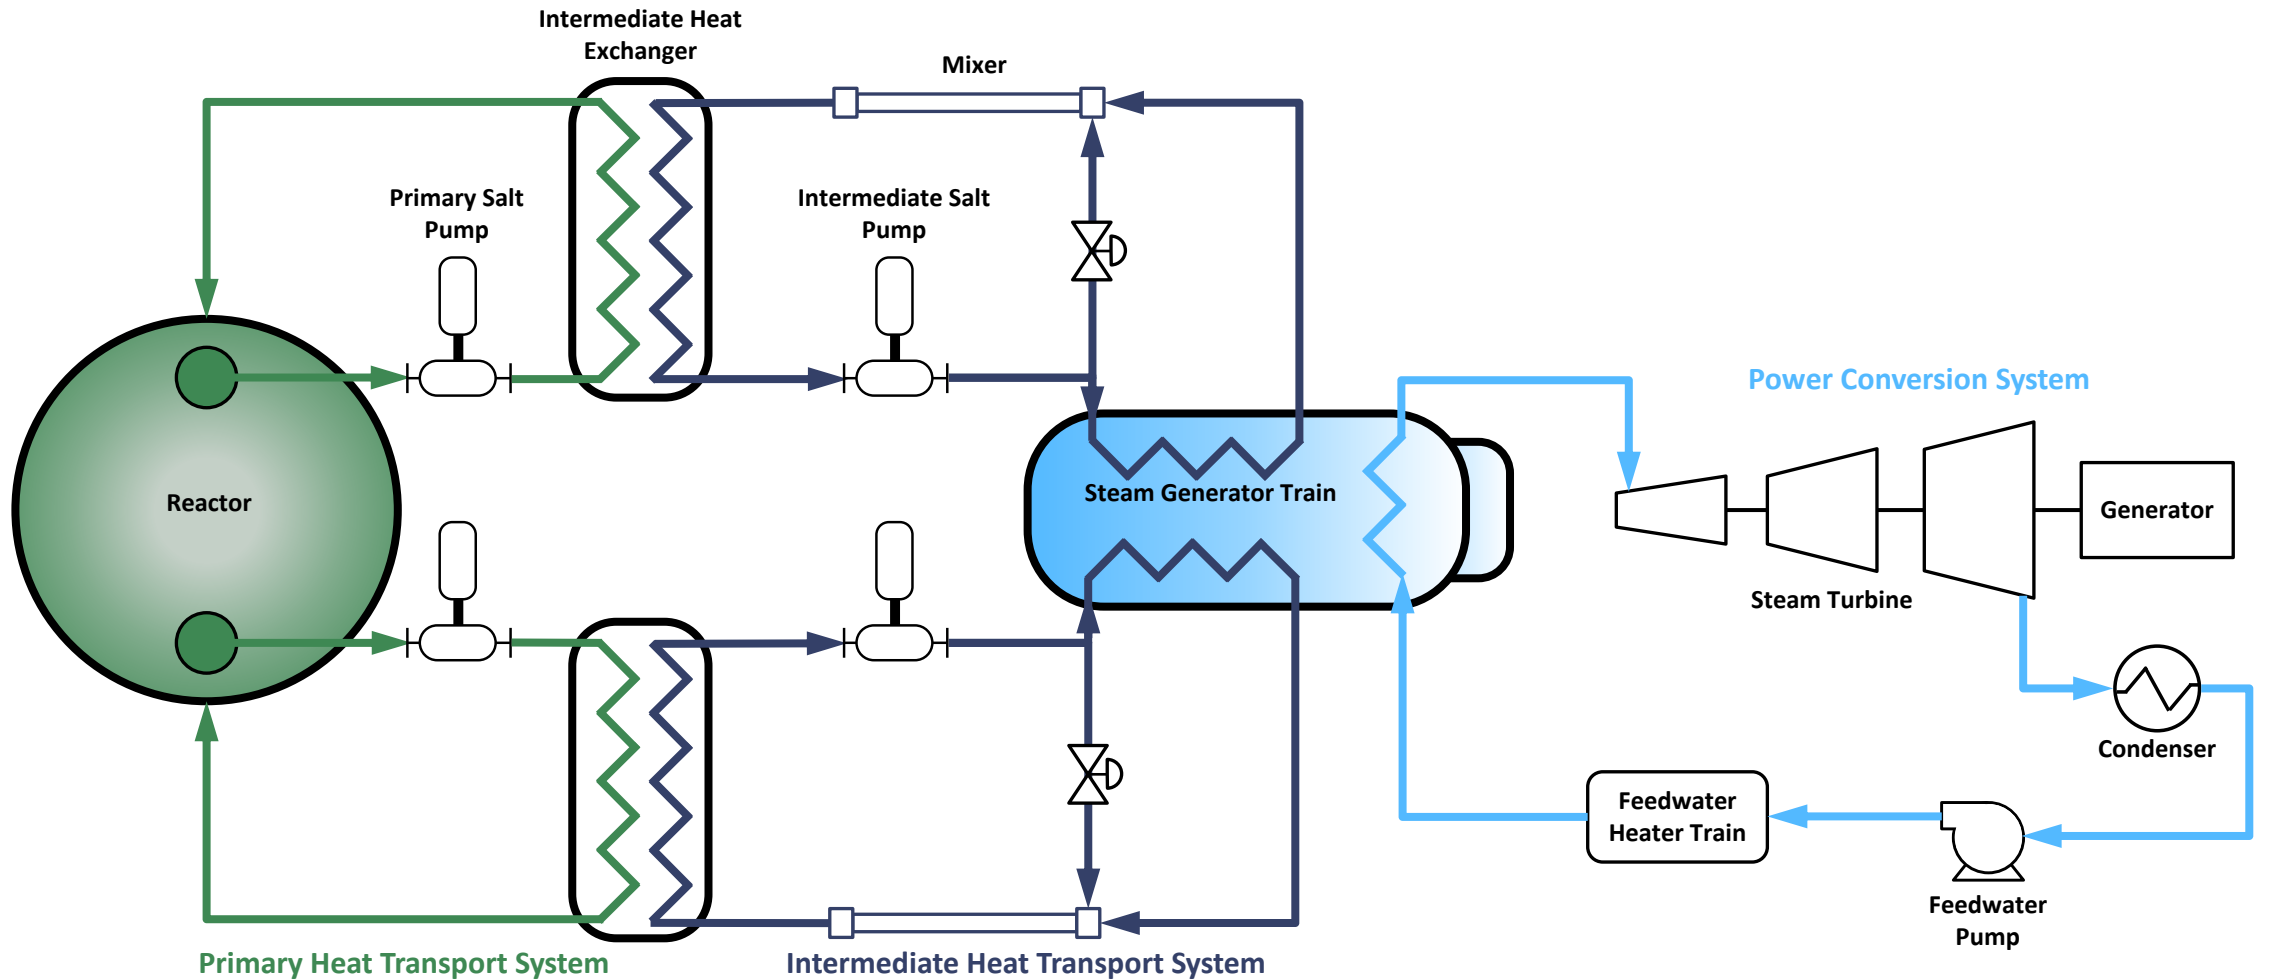 Intermediate Heat
Exchanger
Mixer
Primary Salt
Pump
Intermediate Salt
Pump
Power Conversion System
Reactor
Steam Generator Train
Generator
Steam Turbine
Condenser
Feedwater
Heater Train
Feedwater
Pump
Primary Heat Transport System
Intermediate Heat Transport System